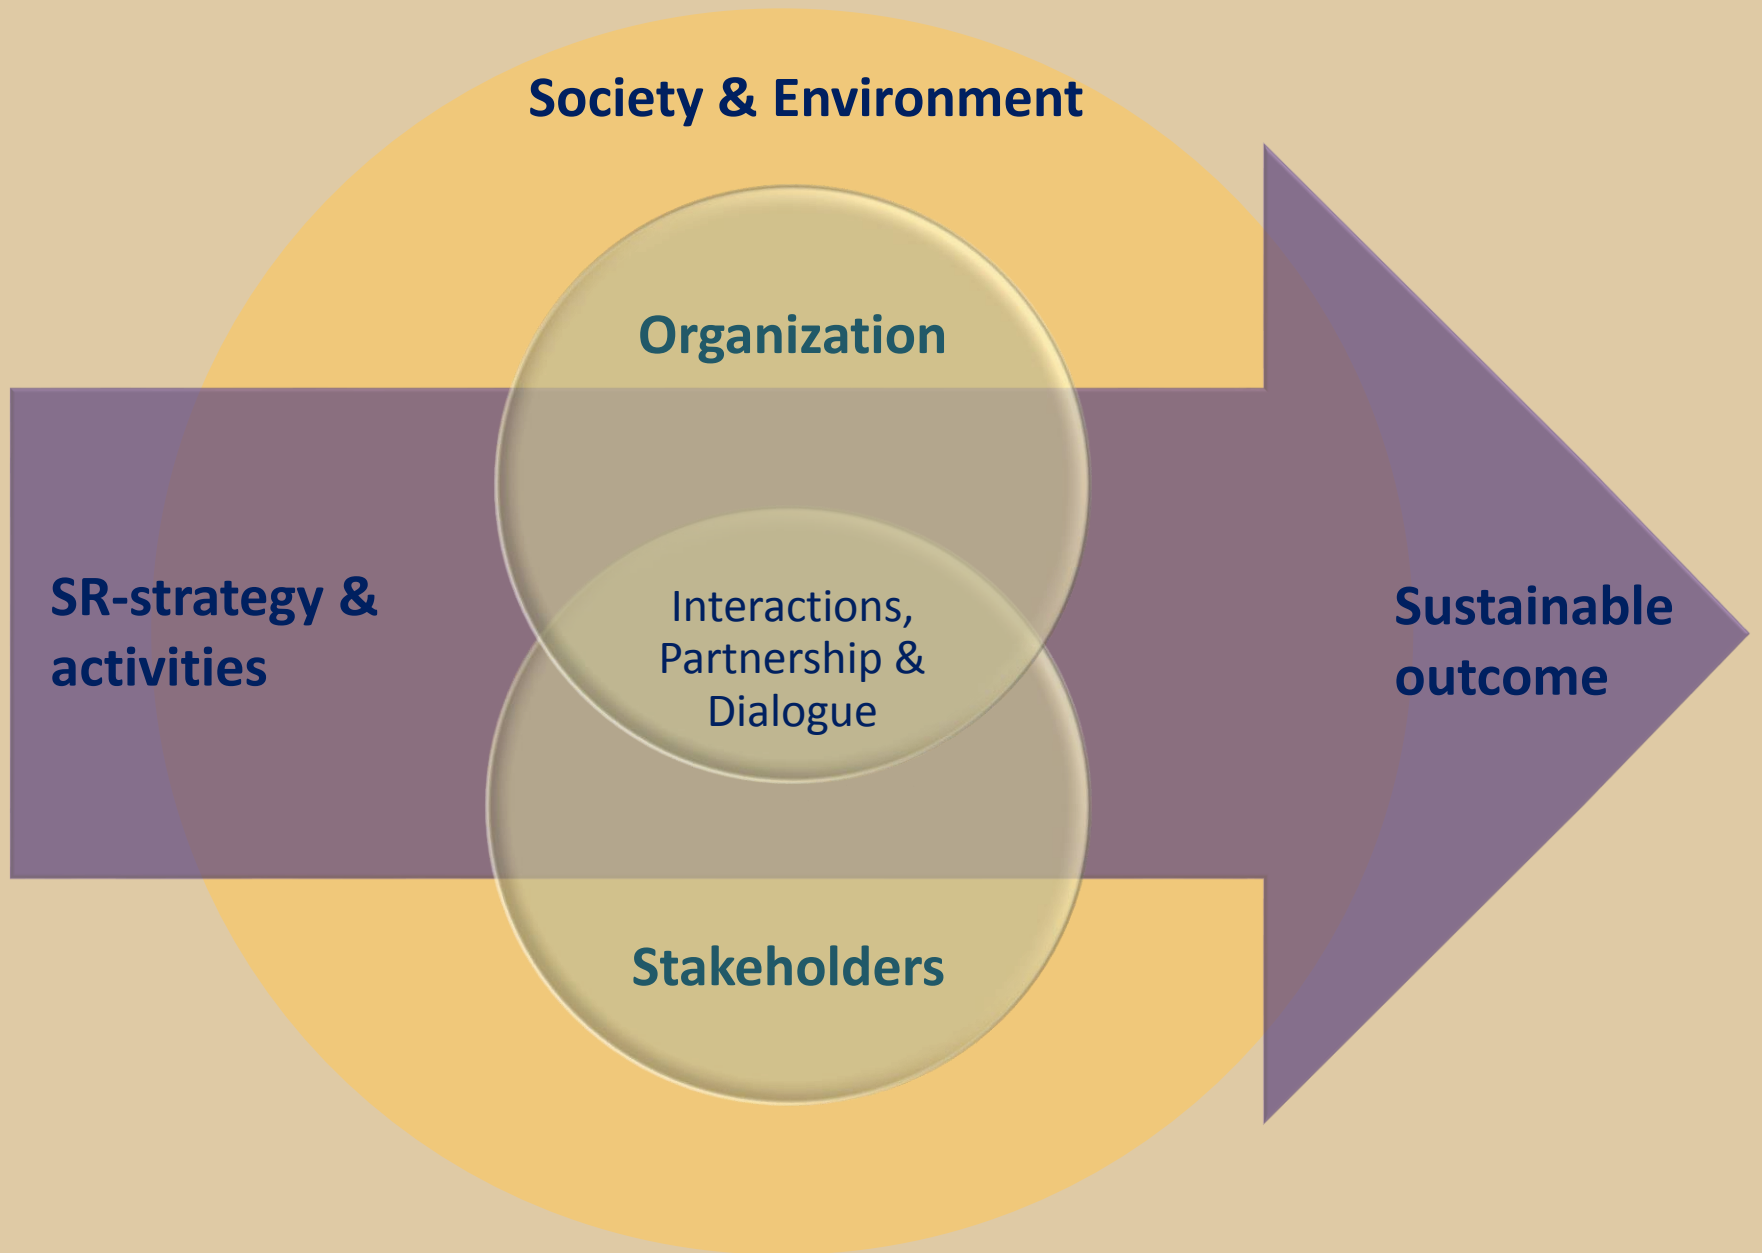 Society & Environment
Organization
SR-strategy &
activities
Interactions,
Partnership &
Dialogue
Sustainable
outcome
Stakeholders